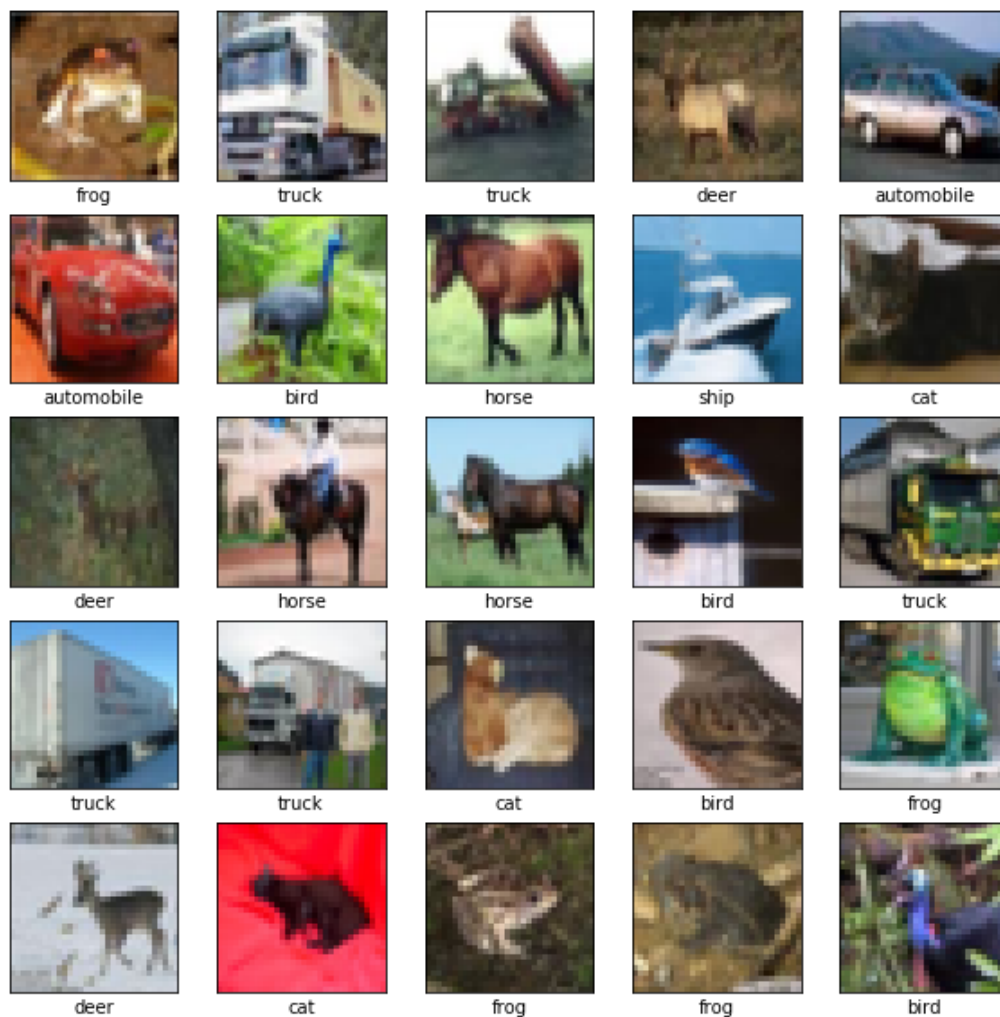 frog truck truck deer automobile
automobile bird horse ship cat
deer horse horse bird truck
truck truck cat bird frog
deer cat frog frog bird